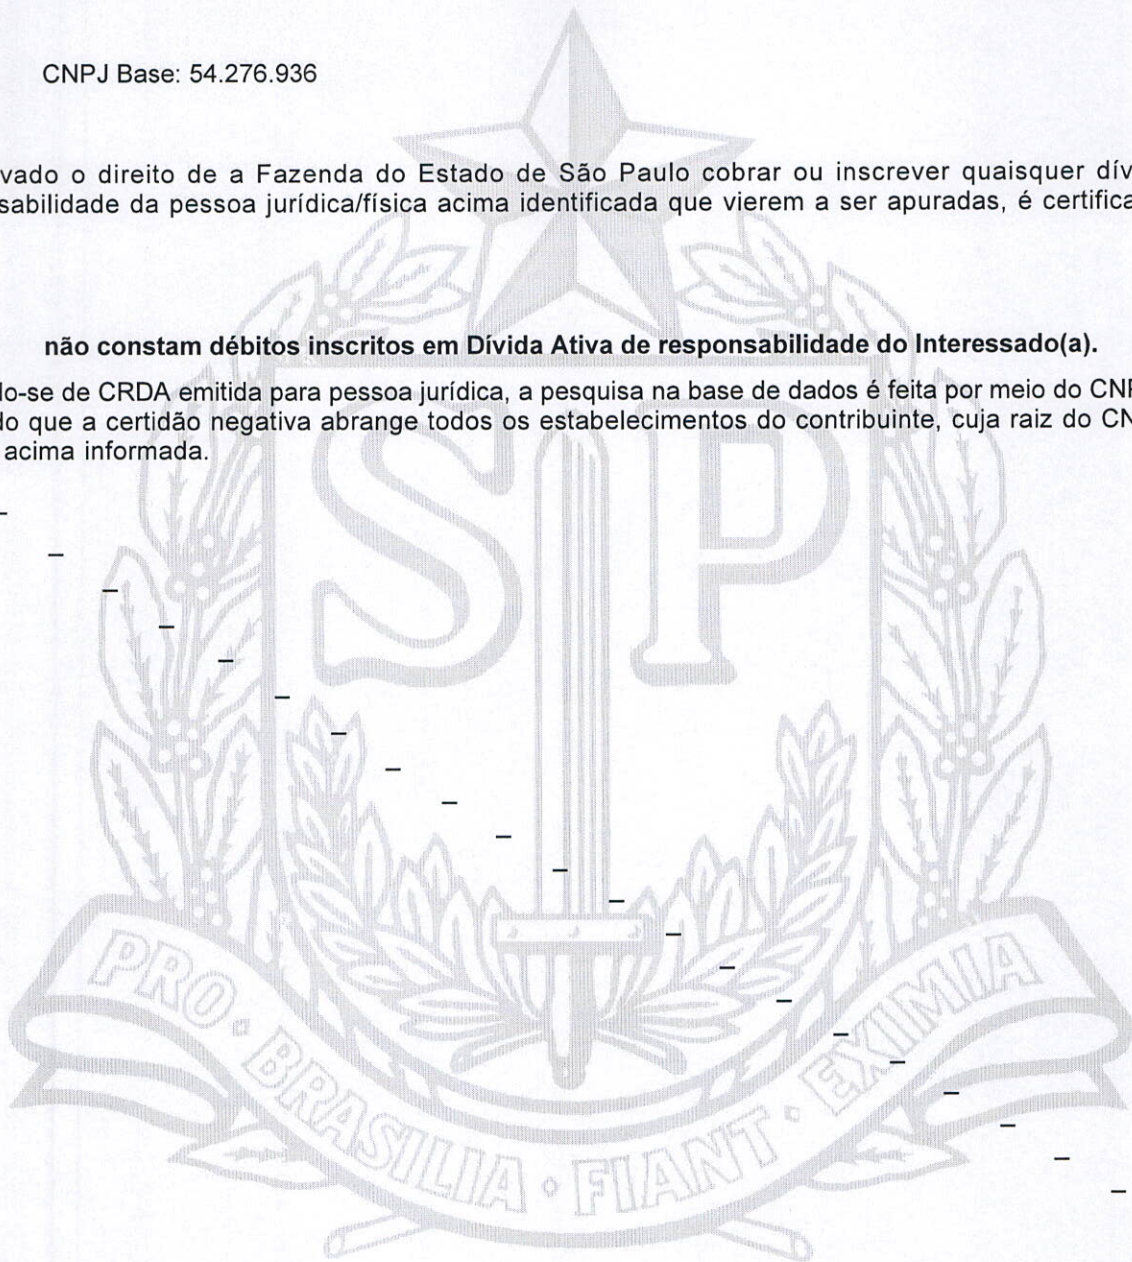 CNPJ Base: 54.276.936
vado o direito de a Fazenda do Estado de São Paulo cobrar ou inscrever quaisquer dív
sabilidade da pessoa jurídica/física acima identificada que vierem a ser apuradas, é certifica
não constam débitos inscritos em Dívida Ativa de responsabilidade do Interessado(a).
do-se de CRDA emitida para pessoa jurídica, a pesquisa na base de dados é feita por meio do CNP
do que a certidão negativa abrange todos os estabelecimentos do contribuinte, cuja raiz do CN
acima informada.
SP
PRO • BRASILIA • FIANT • EXIMIA